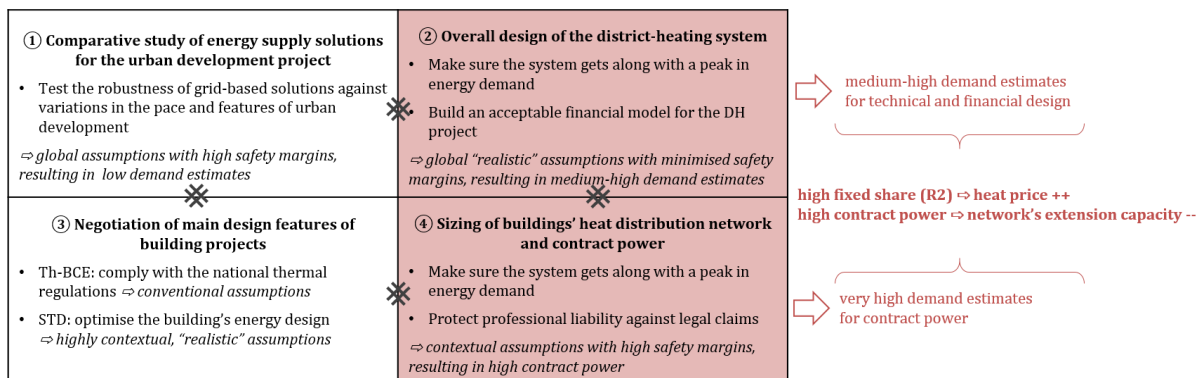 ① Comparative study of energy supply solutions
for the urban development project
• Test the robustness of grid-based solutions against
variations in the pace and features of urban
development
⇨ global assumptions with high safety margins,
resulting in low demand estimates
② Overall design of the district-heating system
• Make sure the system gets along with a peak in
energy demand
• Build an acceptable financial model for the DH
project
⇨ global “realistic” assumptions with minimised safety
margins, resulting in medium-high demand estimates
③ Negotiation of main design features of
building projects
• Th-BCE: comply with the national thermal
regulations ⇨ conventional assumptions
• STD: optimise the building’s energy design
⇨ highly contextual, “realistic” assumptions
④ Sizing of buildings’ heat distribution network
and contract power
• Make sure the system gets along with a peak in
energy demand
• Protect professional liability against legal claims
⇨ contextual assumptions with high safety margins,
resulting in high contract power
medium-high demand estimates
for technical and financial design
high fixed share (R2) ⇨ heat price ++
high contract power ⇨ network’s extension capacity --
very high demand estimates
for contract power